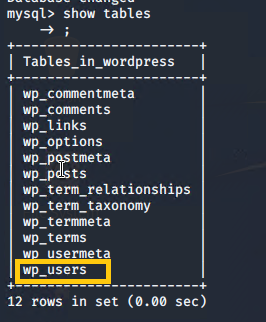 Database changed
mysql> show tables
-> ;
+-----------------------+
| Tables_in_wordpress |
+-----------------------+
| wp_commentmeta |
| wp_comments |
| wp_links |
| wp_options |
| wp_postmeta |
| wp_posts |
| wp_term_relationships |
| wp_term_taxonomy |
| wp_termmeta |
| wp_terms |
| wp_usermeta |
| wp_users |
+-----------------------+
12 rows in set (0.00 sec)